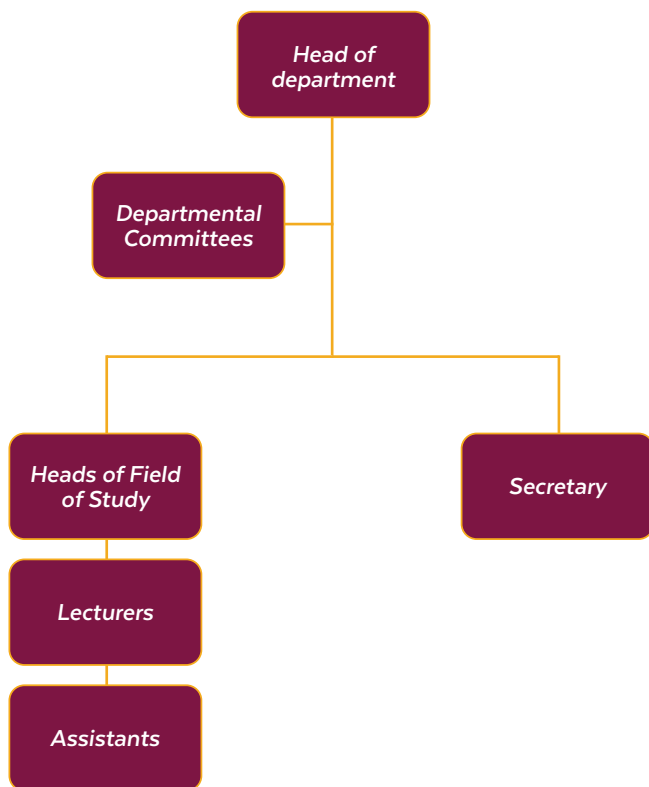 Head of
department
Departmental
Committees
Heads of Field
of Study
Secretary
Lecturers
Assistants